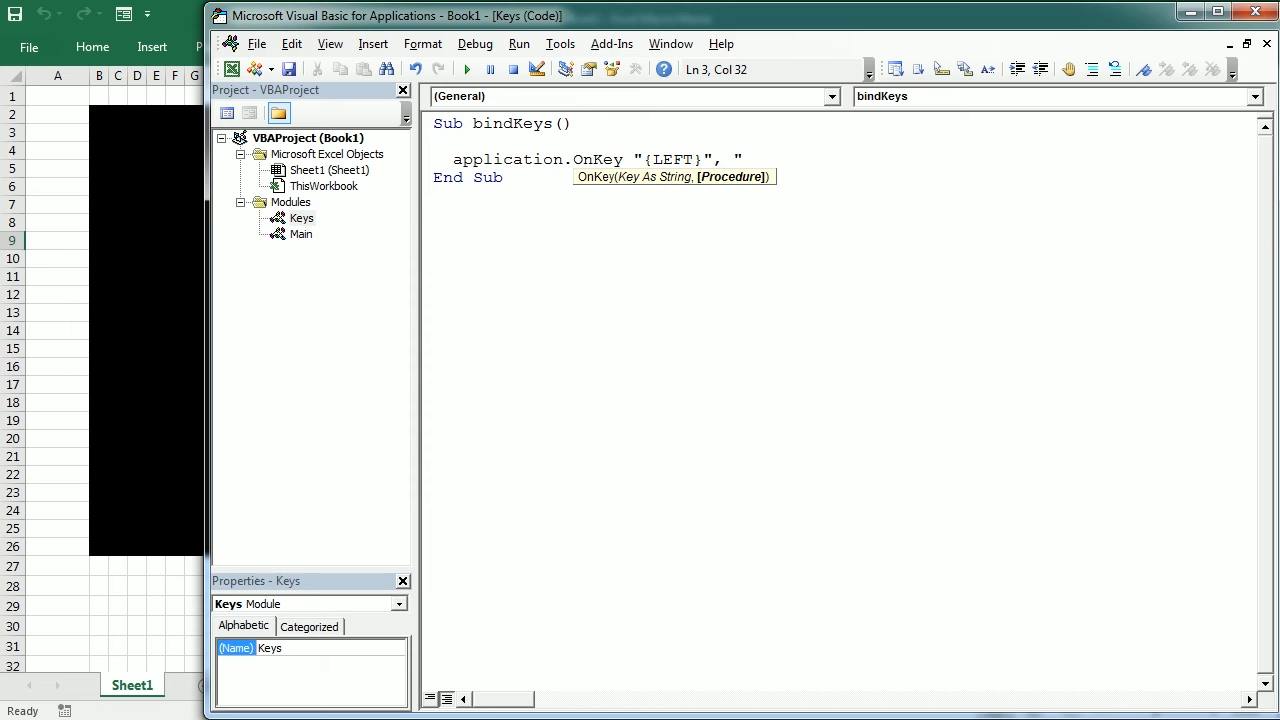 Microsoft Visual Basic for Applications - Book1 - [Keys (Code)]
File Home Insert P
File Edit View Insert Format Debug Run Tools Add-Ins Window Help
Ln 3, Col 32
Project - VBAProject
(General) bindKeys
A B C D E F G
VBAProject (Book1)
Microsoft Excel Objects
Sheet1 (Sheet1)
ThisWorkbook
Modules
Keys
Main
Sub bindKeys()
application.OnKey "{LEFT}", "
End Sub
OnKey(Key As String, [Procedure])
1
2
3
4
5
6
7
8
9
10
11
12
13
14
15
16
17
18
19
20
21
22
23
24
25
26
27
28
29
30
31
32
Properties - Keys
Keys Module
Alphabetic Categorized
(Name) Keys
Sheet1
Ready